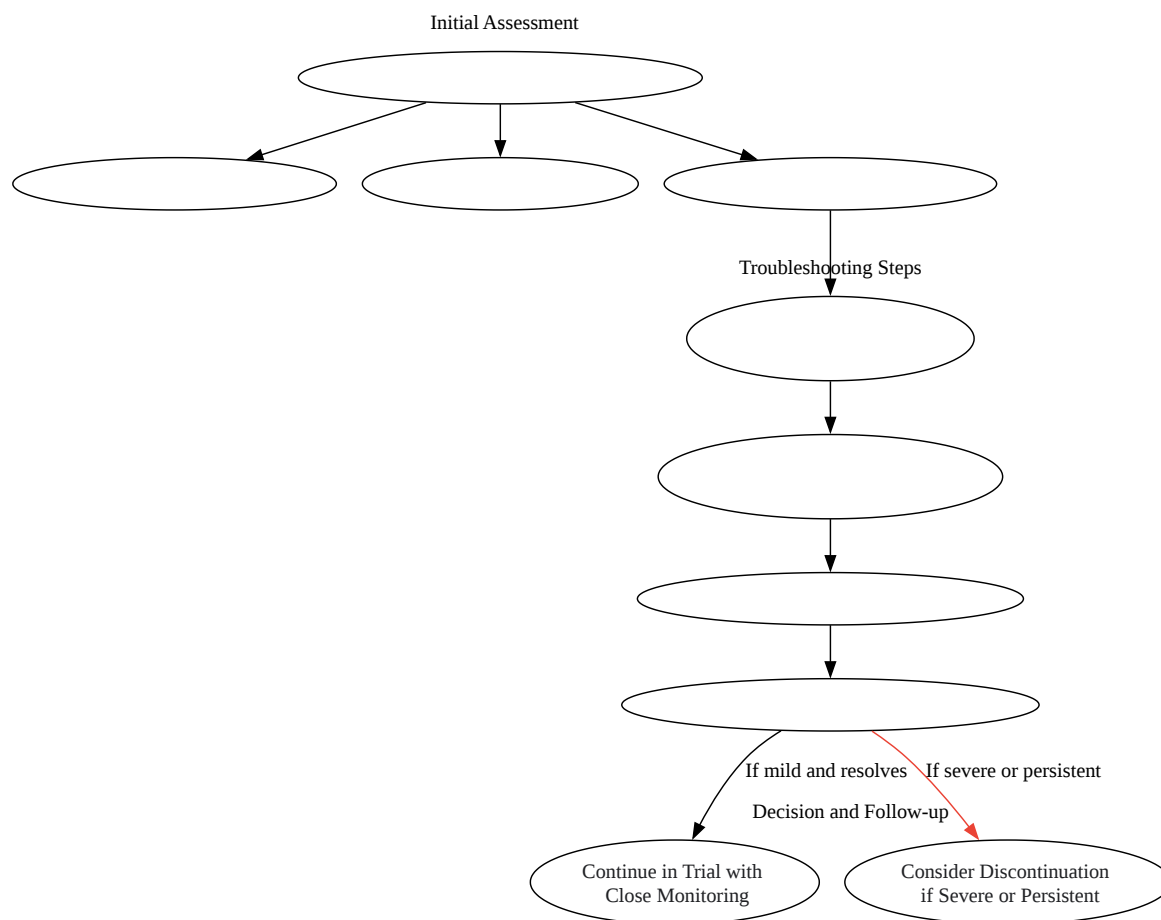 Initial Assessment
Troubleshooting Steps
If mild and resolves
If severe or persistent
Decision and Follow-up
Continue in Trial with
Close Monitoring
Consider Discontinuation
if Severe or Persistent